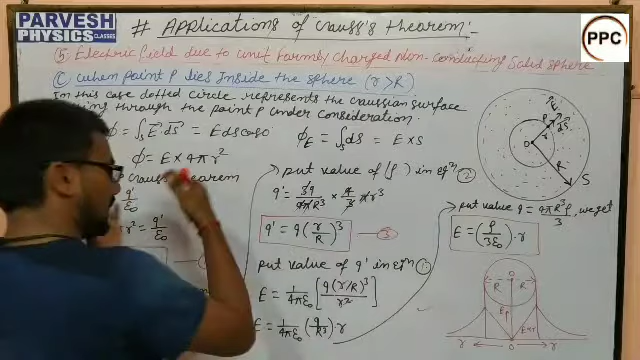 PARVESH
PHYSICS CLASSES
PPC
# Applications of Gauss's theorem:-
⑤ Electric field due to uniformly charged non-conducting solid sphere
Ⓒ when point P lies Inside the sphere (r>R)
In this case dotted circle represents the Gaussian surface
passing through the point P under consideration.
ϕ = ∫s E⃗.ds⃗ = E ds cos0
ϕE = E∫s ds = E×S
ϕ = E×4πr²
Gauss theorem
q'/ε₀
r² = q'/ε₀
put value of (ρ) in eqⁿ ②
q' = 3q/4πR³ × 4/3 πr³
q' = q(r/R)³ ③
put value of q' in eqⁿ ①
E = 1/4πε₀ [q(r/R)³/r²]
E = 1/4πε₀ (q/R³).r
put value q = 4πR³ρ/3, we get
E = (ρ/3ε₀).r
E⃗
P
ds⃗
r
O
R
S
O
R
R
EP
E∝r
r
O
r